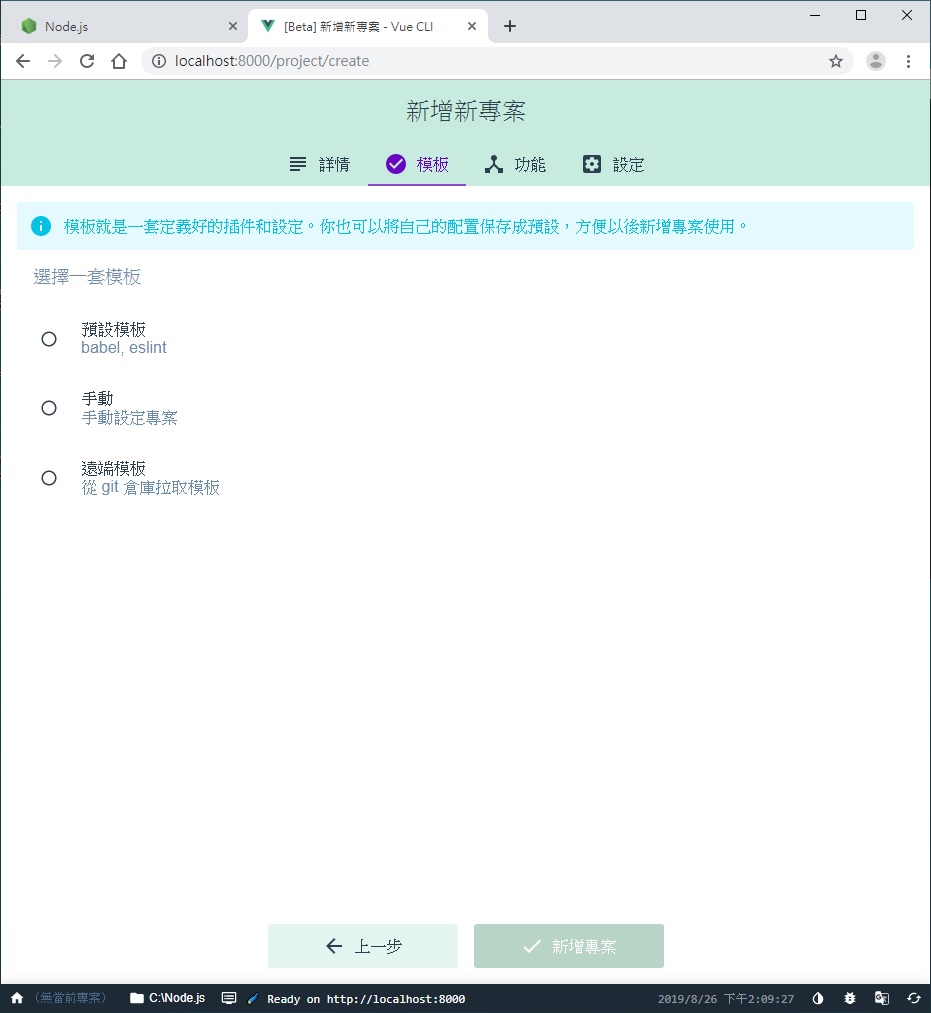 Node.js
[Beta] 新增新專案 - Vue CLI
localhost:8000/project/create
新增新專案
詳情 模板 功能 設定
模板就是一套定義好的插件和設定。你也可以將自己的配置保存成預設，方便以後新增專案使用。
選擇一套模板
預設模板
babel, eslint
手動
手動設定專案
遠端模板
從 git 倉庫拉取模板
上一步
新增專案
（無當前專案） C:\Node.js Ready on http://localhost:8000 2019/8/26 下午2:09:27